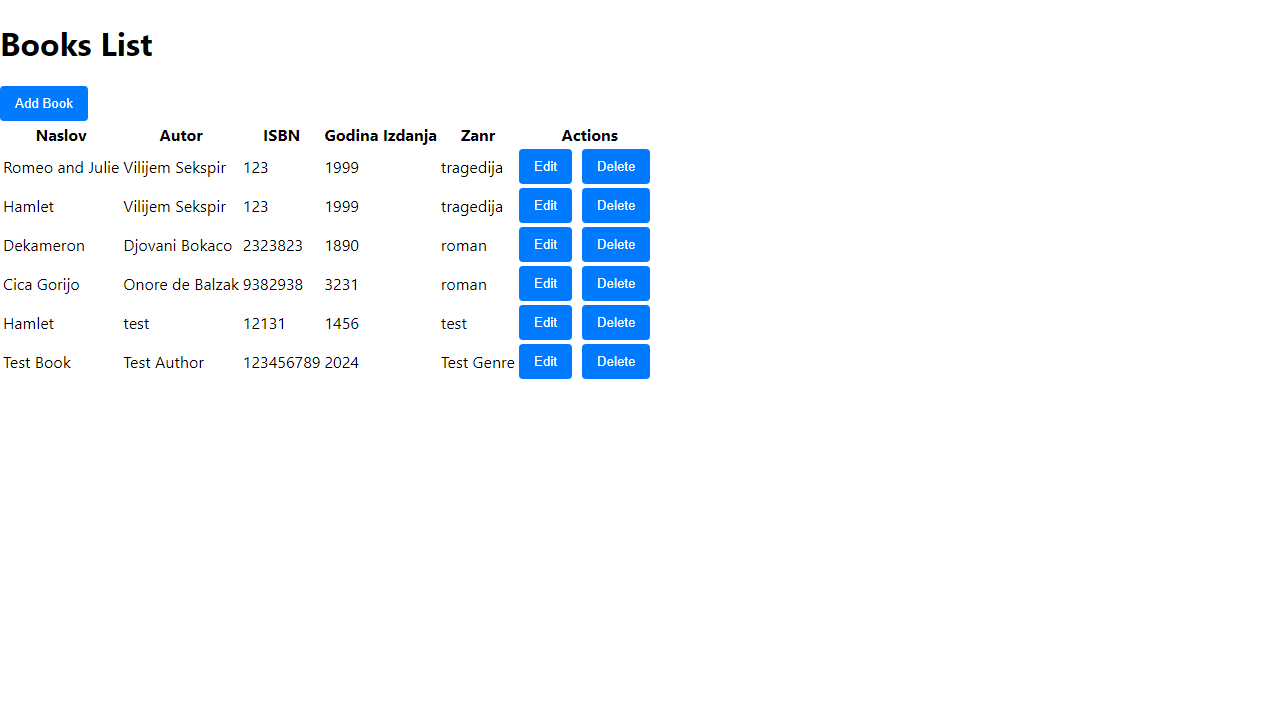 Books List
Add Book
Naslov Autor ISBN Godina Izdanja Zanr Actions
Romeo and Julie Vilijem Sekspir 123 1999 tragedija Edit Delete
Hamlet Vilijem Sekspir 123 1999 tragedija Edit Delete
Dekameron Djovani Bokaco 2323823 1890 roman Edit Delete
Cica Gorijo Onore de Balzak 9382938 3231 roman Edit Delete
Hamlet test 12131 1456 test Edit Delete
Test Book Test Author 123456789 2024 Test Genre Edit Delete